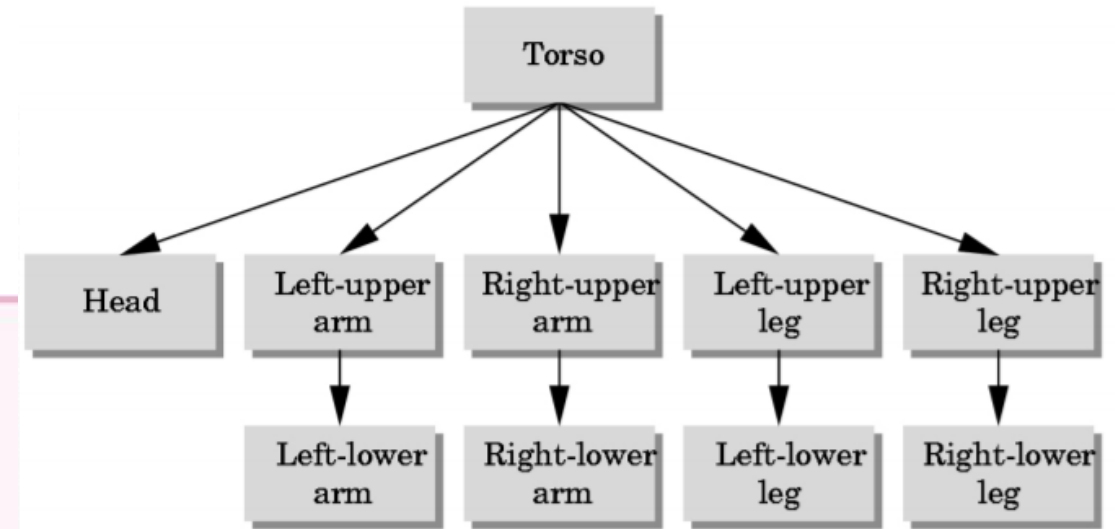 Torso
Head
Left-upper
arm
Right-upper
arm
Left-upper
leg
Right-upper
leg
Left-lower
arm
Right-lower
arm
Left-lower
leg
Right-lower
leg